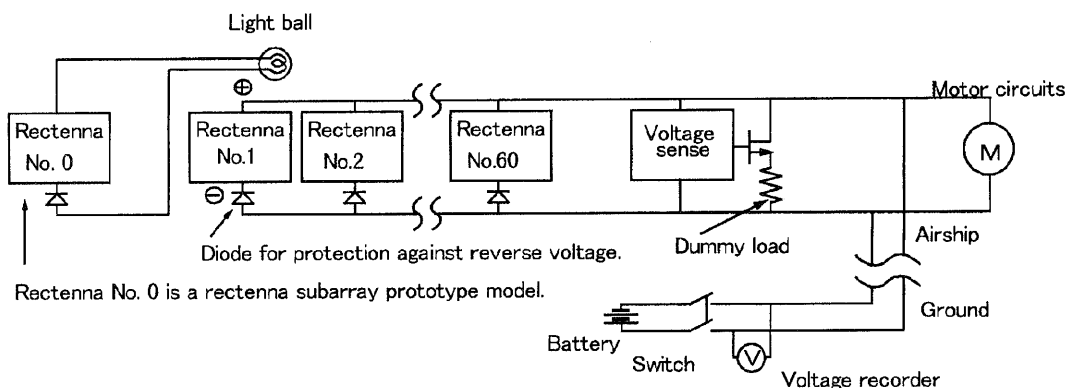 Light ball
⊕
Motor circuits
Rectenna
No. 0
Rectenna
No.1
Rectenna
No.2
Rectenna
No.60
Voltage
sense
M
⊖
Diode for protection against reverse voltage.
Dummy load
Airship
Rectenna No. 0 is a rectenna subarray prototype model.
Ground
Battery
Switch
V
Voltage recorder